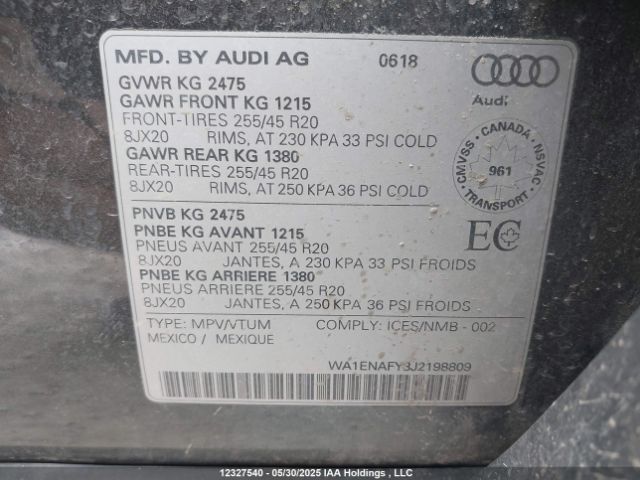 MFD. BY AUDI AG 0618
GVWR KG 2475
GAWR FRONT KG 1215
FRONT-TIRES 255/45 R20
8JX20 RIMS, AT 230 KPA 33 PSI COLD
GAWR REAR KG 1380
REAR-TIRES 255/45 R20
8JX20 RIMS, AT 250 KPA 36 PSI COLD
Audi
CMVSS - CANADA - NSVAC
961
TRANSPORT
PNVB KG 2475
PNBE KG AVANT 1215
PNEUS AVANT 255/45 R20
8JX20 JANTES, A 230 KPA 33 PSI FROIDS
PNBE KG ARRIERE 1380
PNEUS ARRIERE 255/45 R20
8JX20 JANTES, A 250 KPA 36 PSI FROIDS
EC
TYPE: MPV/VTUM COMPLY: ICES/NMB - 002
MEXICO / MEXIQUE
WA1ENAFY3J2198809
12327540 - 05/30/2025 IAA Holdings , LLC